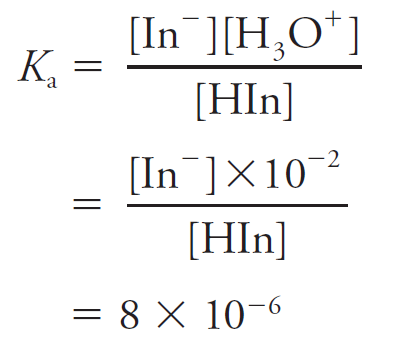 Kₐ = [In⁻][H₃O⁺] / [HIn]
= [In⁻]×10⁻² / [HIn]
= 8 × 10⁻⁶